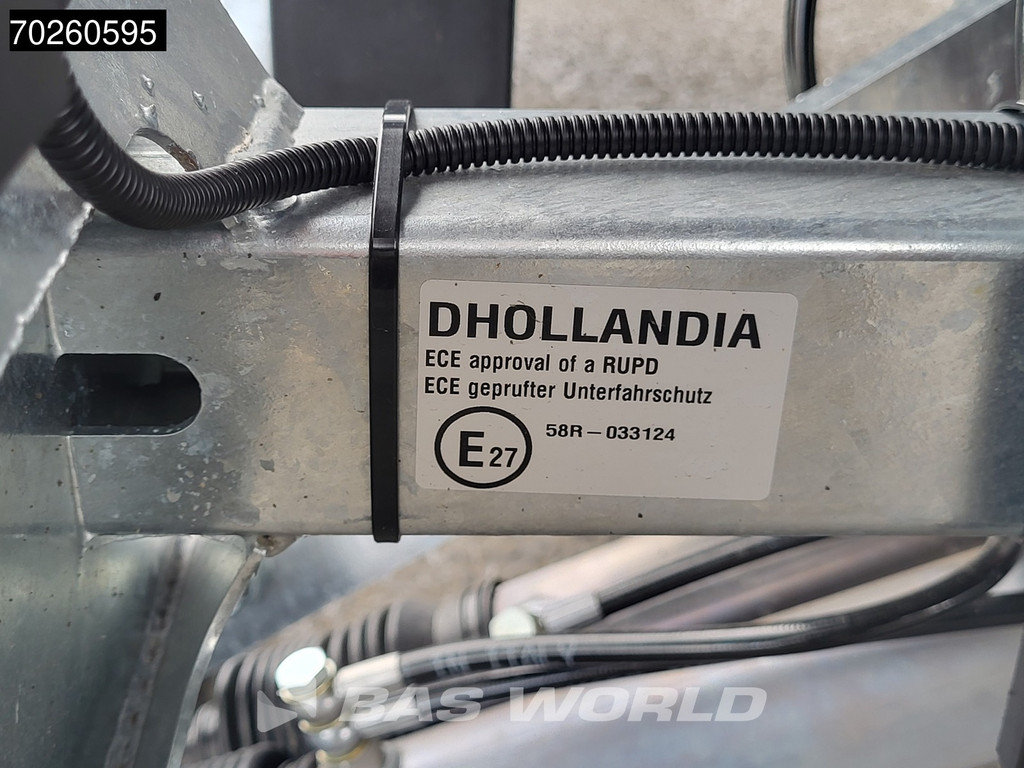 70260595
DHOLLANDIA
ECE approval of a RUPD
ECE geprufter Unterfahrschutz
E27
58R-033124
BAS WORLD